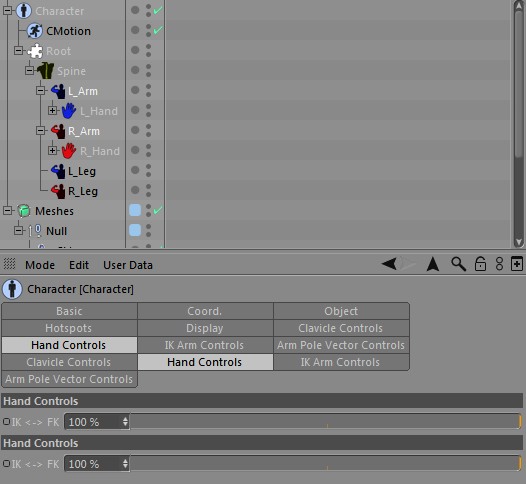 Character
CMotion
Root
Spine
L_Arm
L_Hand
R_Arm
R_Hand
L_Leg
R_Leg
Meshes
Null
Mode Edit User Data
Character [Character]
Basic Coord. Object
Hotspots Display Clavicle Controls
Hand Controls IK Arm Controls Arm Pole Vector Controls
Clavicle Controls Hand Controls IK Arm Controls
Arm Pole Vector Controls
Hand Controls
IK <-> FK 100 %
Hand Controls
IK <-> FK 100 %